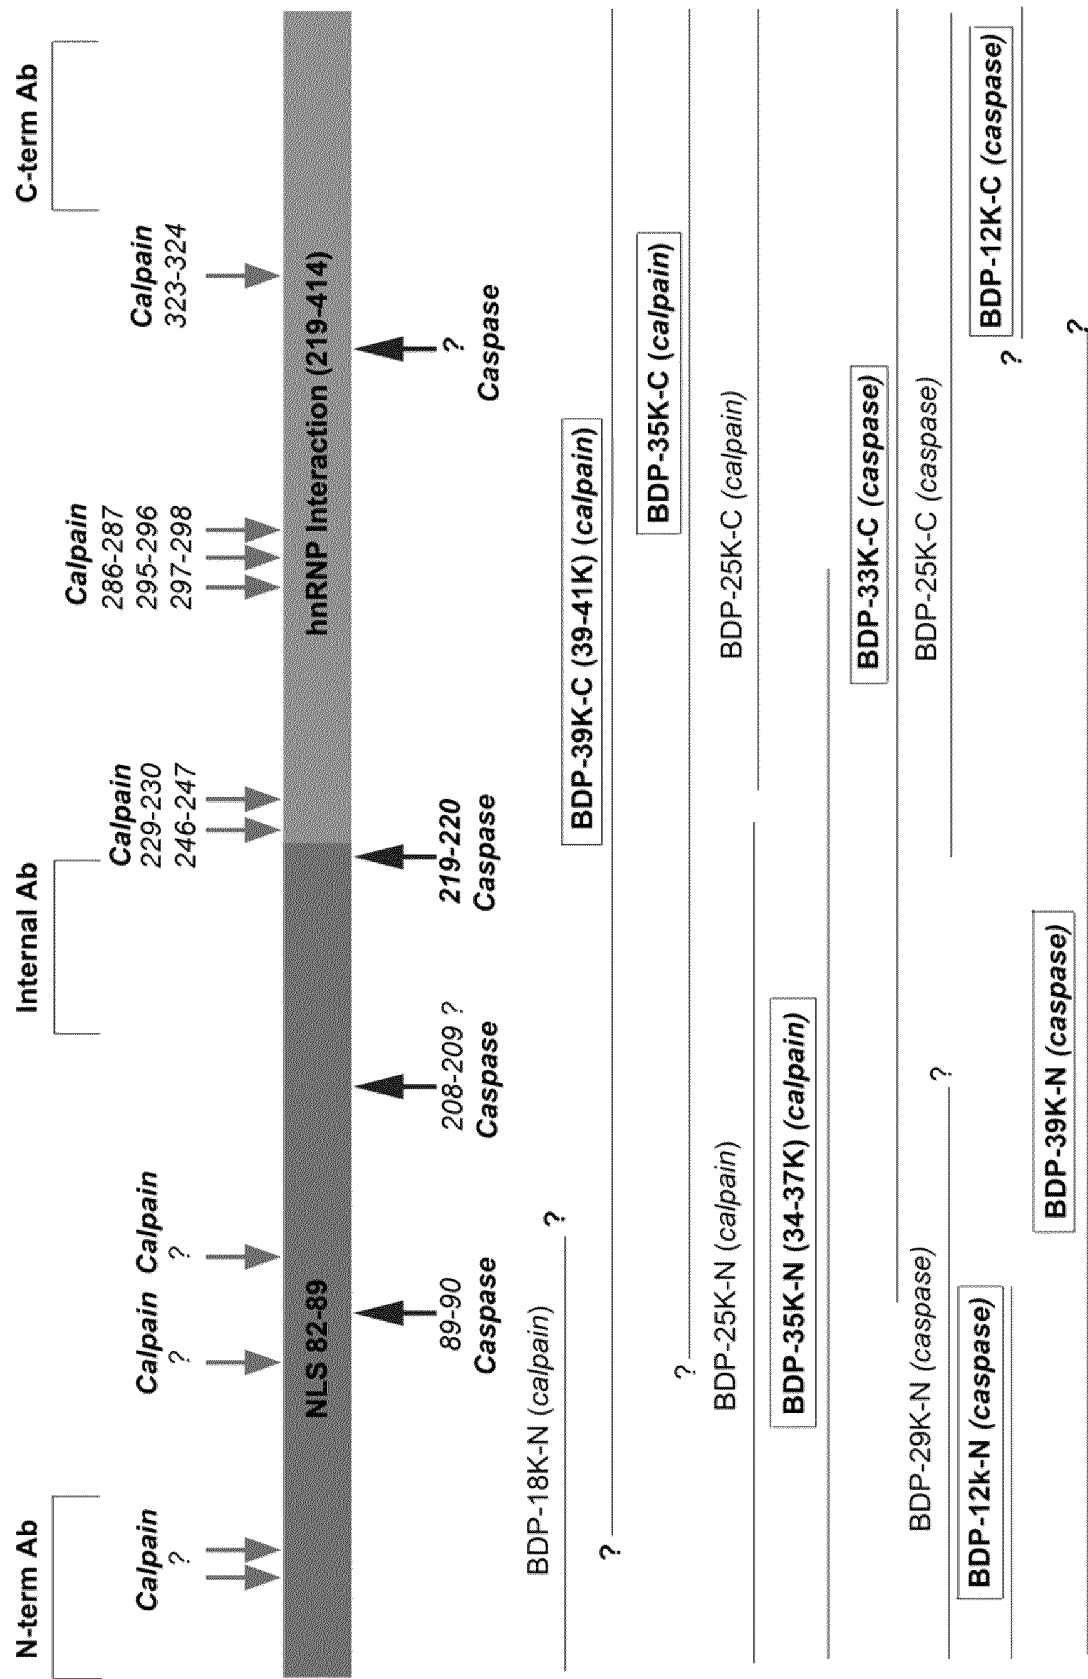 N-term Ab
Internal Ab
C-term Ab
Calpain
?
Calpain
?
Calpain
?
Calpain
229-230
246-247
Calpain
286-287
295-296
297-298
Calpain
323-324
NLS 82-89
hnRNP Interaction (219-414)
89-90
Caspase
208-209 ?
Caspase
219-220
Caspase
?
Caspase
BDP-18K-N (calpain)
?
BDP-39K-C (39-41K) (calpain)
?
BDP-35K-C (calpain)
?
BDP-25K-N (calpain)
BDP-25K-C (calpain)
BDP-35K-N (34-37K) (calpain)
BDP-33K-C (caspase)
BDP-29K-N (caspase)
?
BDP-25K-C (caspase)
BDP-12k-N (caspase)
BDP-12K-C (caspase)
?
BDP-39K-N (caspase)
?